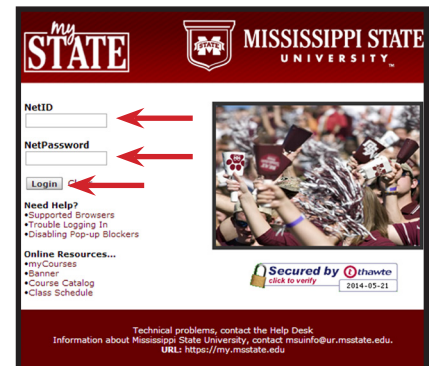 my
STATE
STATE
MISSISSIPPI STATE
UNIVERSITY™
NetID
NetPassword
Login
Need Help?
•Supported Browsers
•Trouble Logging In
•Disabling Pop-up Blockers
Online Resources...
•myCourses
•Banner
•Course Catalog
•Class Schedule
Secured by thawte
click to verify
2014-05-21
Technical problems, contact the Help Desk
Information about Mississippi State University, contact msuinfo@ur.msstate.edu.
URL: https://my.msstate.edu